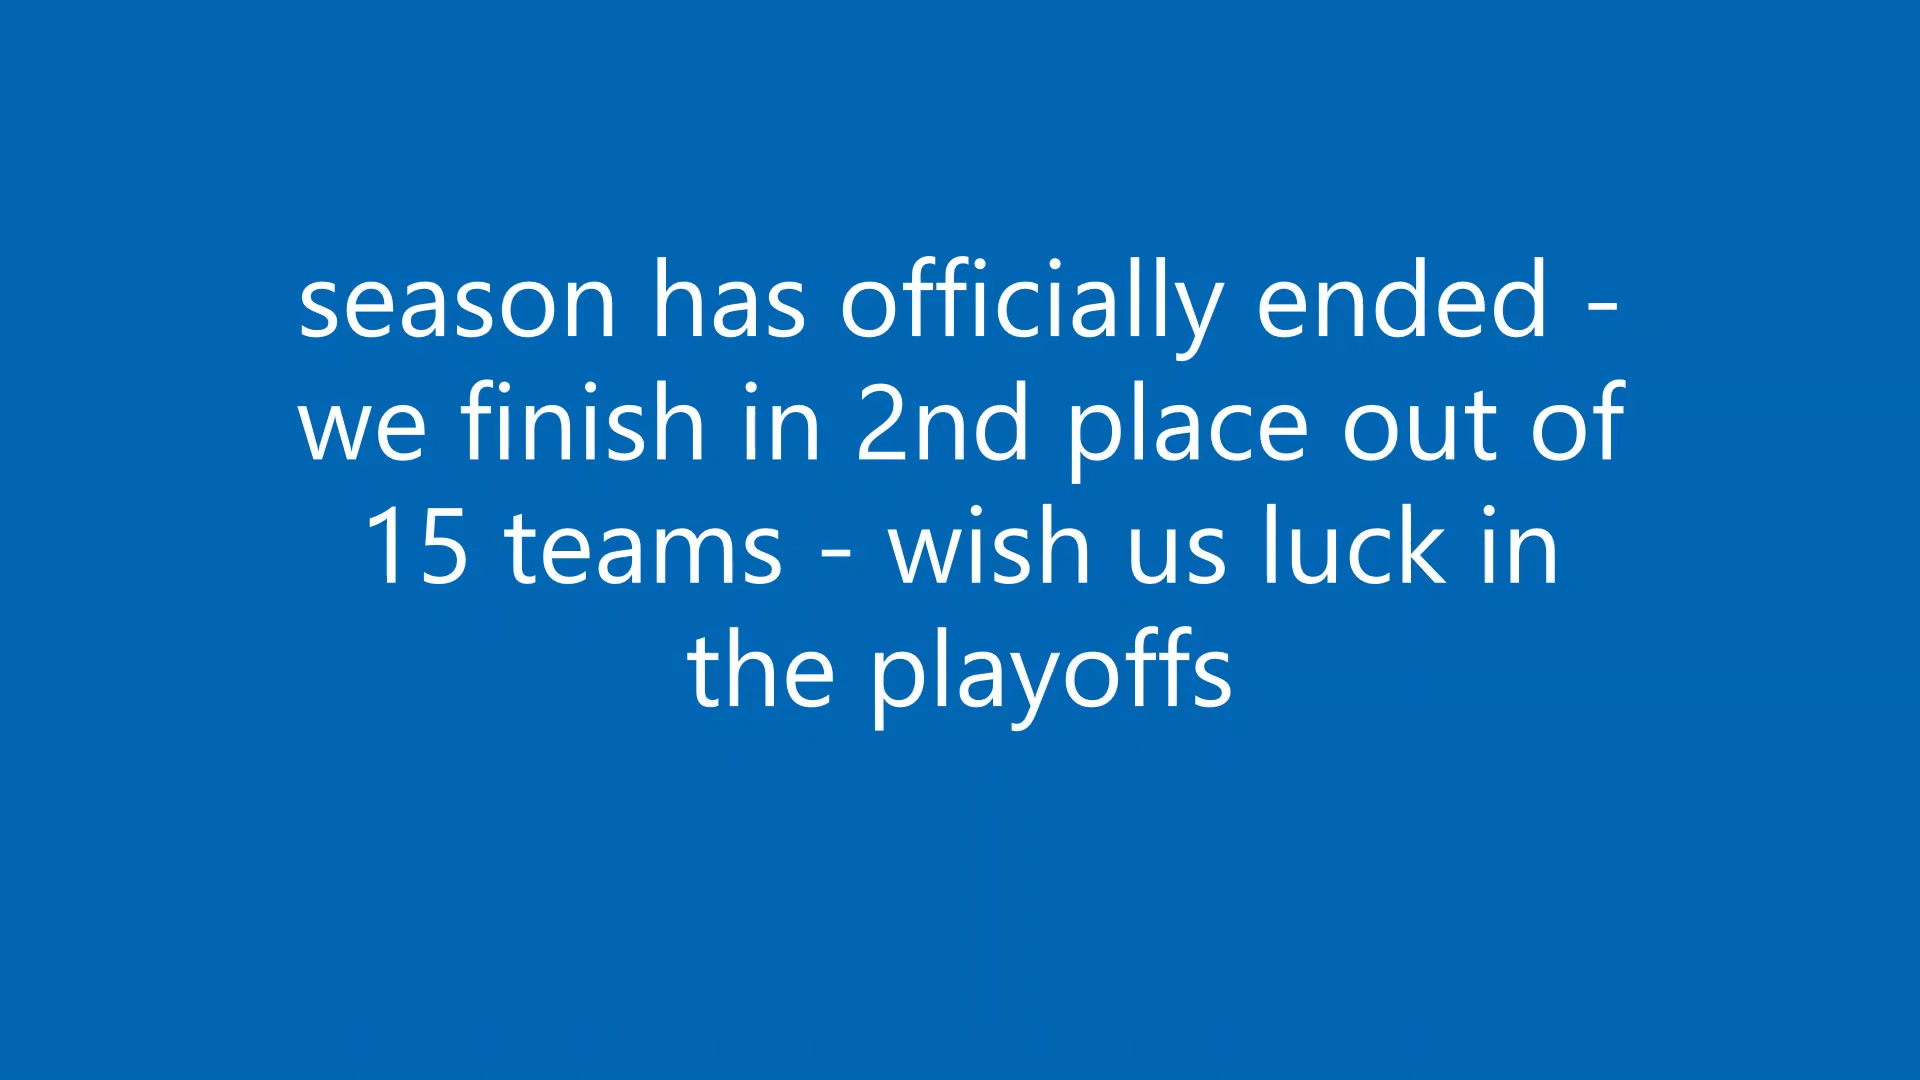 season has officially ended -
we finish in 2nd place out of
15 teams - wish us luck in
the playoffs